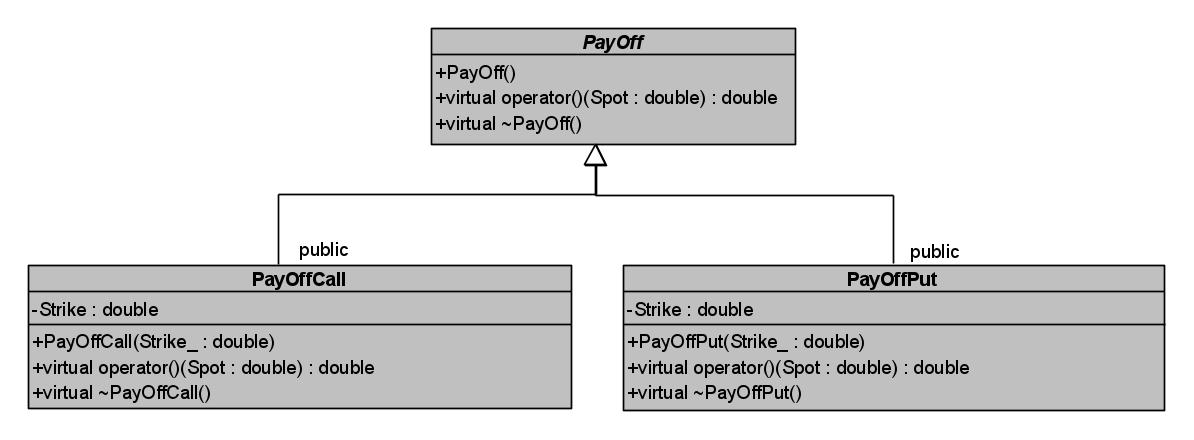 PayOff
+PayOff()
+virtual operator()(Spot : double) : double
+virtual ~PayOff()
public
public
PayOffCall
-Strike : double
+PayOffCall(Strike_ : double)
+virtual operator()(Spot : double) : double
+virtual ~PayOffCall()
PayOffPut
-Strike : double
+PayOffPut(Strike_ : double)
+virtual operator()(Spot : double) : double
+virtual ~PayOffPut()